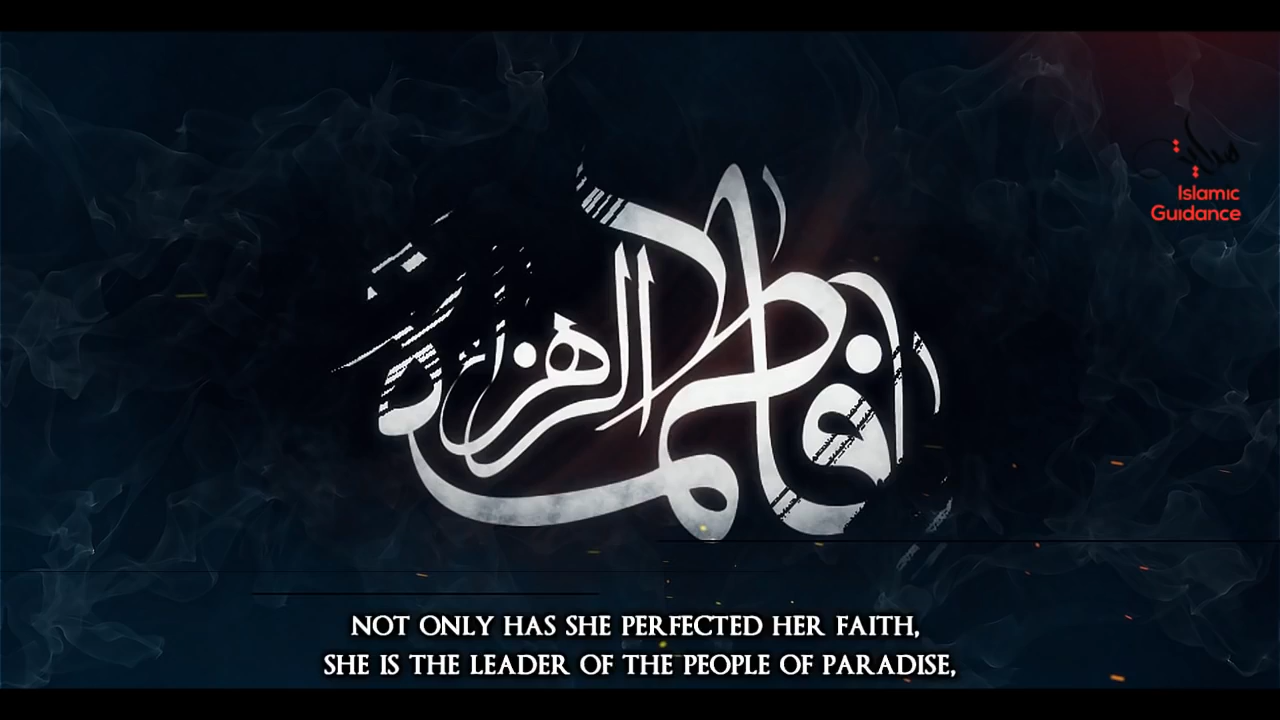 فاطمة الزهراء
Islamic
Guidance
NOT ONLY HAS SHE PERFECTED HER FAITH,
SHE IS THE LEADER OF THE PEOPLE OF PARADISE,